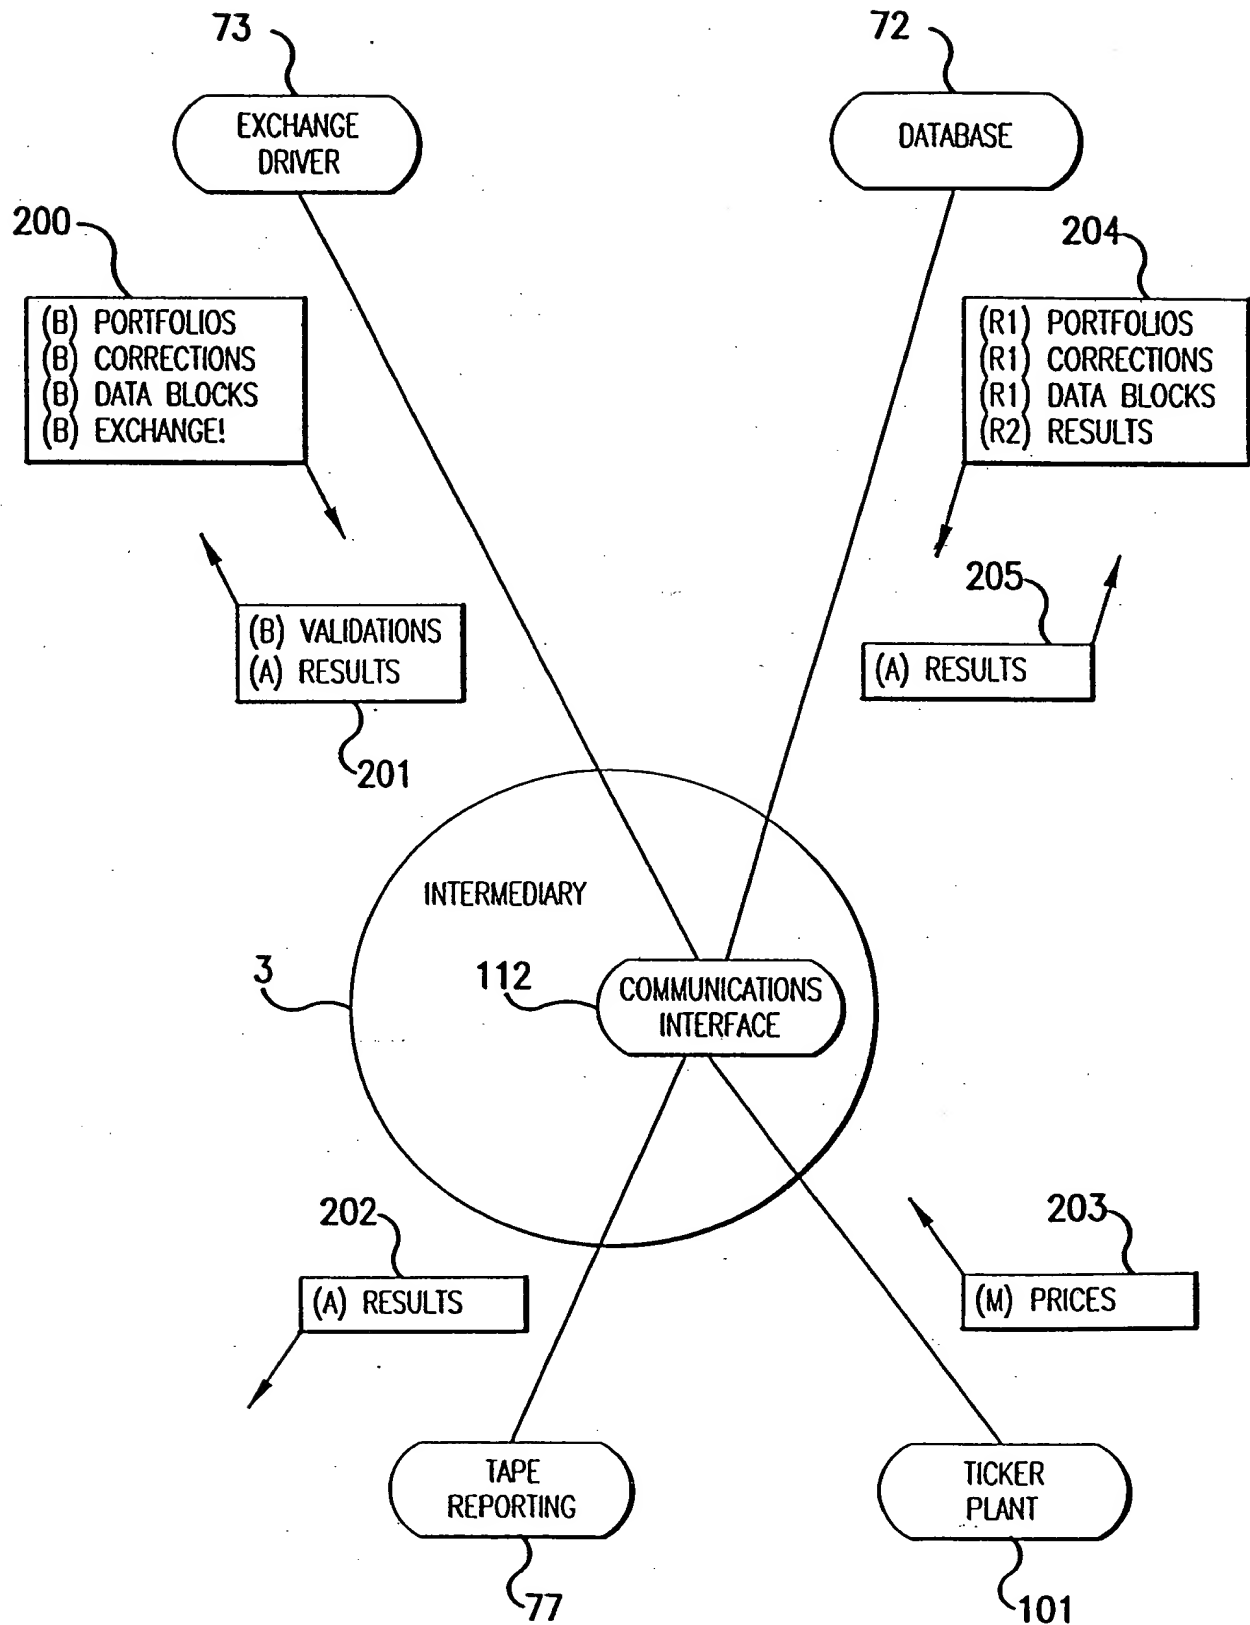 73
72
EXCHANGE
DRIVER
DATABASE
200
204
(B) PORTFOLIOS
(B) CORRECTIONS
(B) DATA BLOCKS
(B) EXCHANGE!
(R1) PORTFOLIOS
(R1) CORRECTIONS
(R1) DATA BLOCKS
(R2) RESULTS
205
(B) VALIDATIONS
(A) RESULTS
(A) RESULTS
201
INTERMEDIARY
3
112
COMMUNICATIONS
INTERFACE
202
203
(A) RESULTS
(M) PRICES
TAPE
REPORTING
TICKER
PLANT
77
101